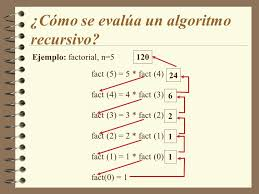 ¿Cómo se evalúa un algoritmo
recursivo?
Ejemplo: factorial, n=5 120
fact (5) = 5 * fact (4) 24
fact (4) = 4 * fact (3) 6
fact (3) = 3 * fact (2) 2
fact (2) = 2 * fact (1) 1
fact (1) = 1 * fact (0) 1
fact(0) = 1